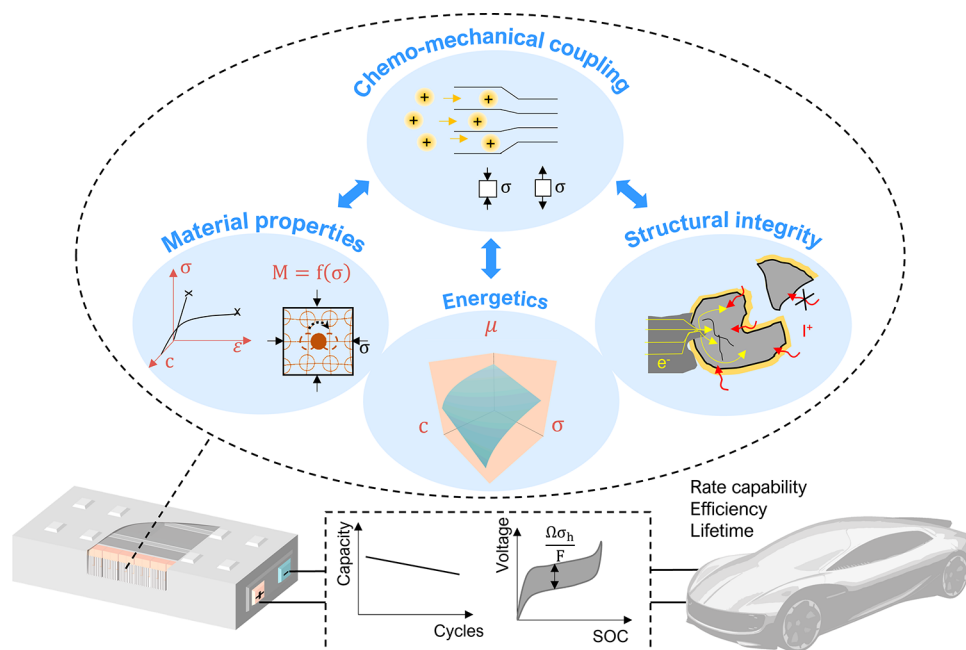 Chemo-mechanical coupling
+ +
+ +
+ +
σ σ
Material properties
Structural integrity
σ
M = f(σ)
x x
c ε
σ
Energetics
μ
c σ
I⁺
e⁻
Rate capability
Efficiency
Lifetime
+ -
Capacity
Cycles
Voltage
Ωσₕ
F
SOC